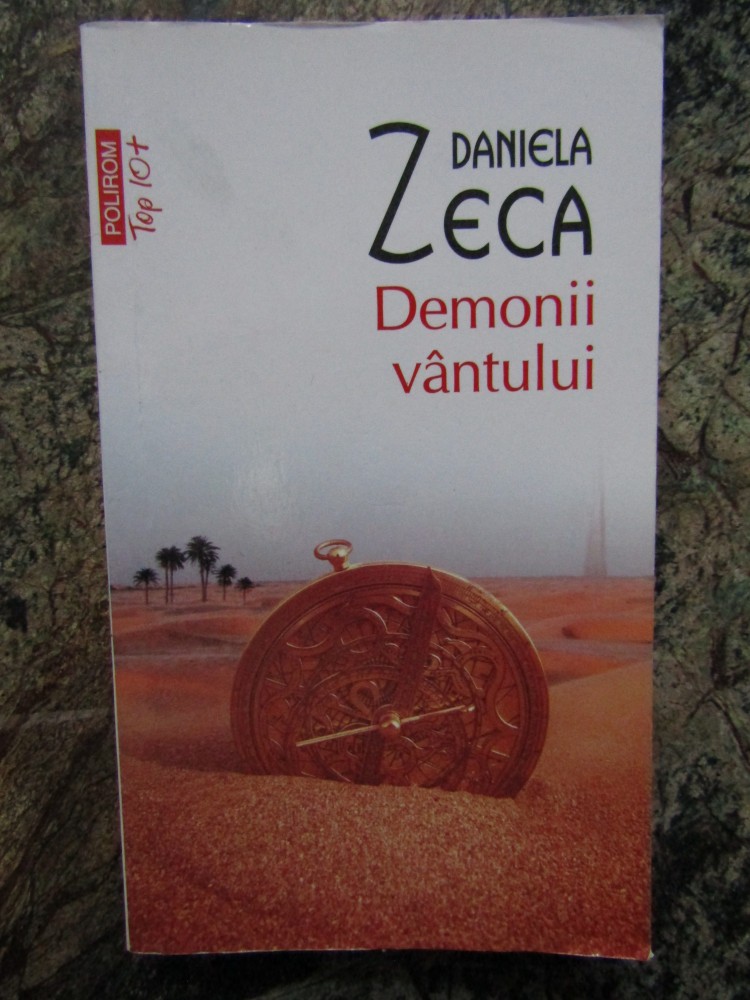 POLIROM
Top 10+
DANIELA
ZECA
Demonii
vântului